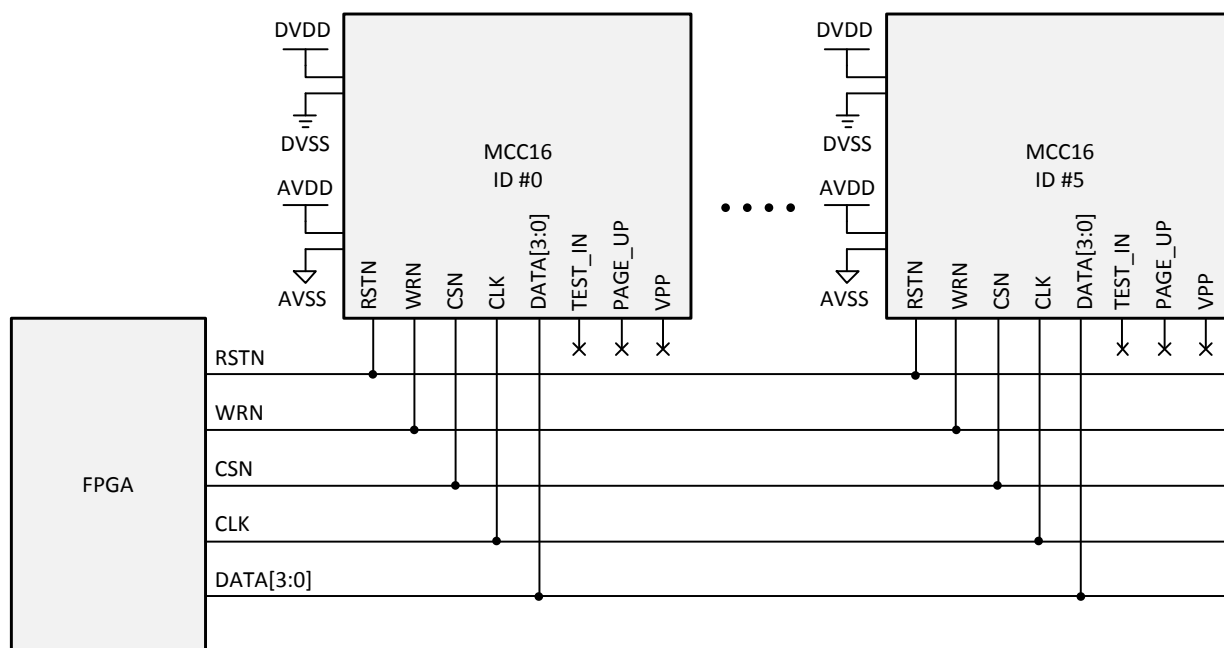 DVDD
DVSS
AVDD
AVSS
MCC16
ID #0
RSTN
WRN
CSN
CLK
DATA[3:0]
TEST_IN
PAGE_UP
VPP
DVDD
DVSS
AVDD
AVSS
MCC16
ID #5
RSTN
WRN
CSN
CLK
DATA[3:0]
TEST_IN
PAGE_UP
VPP
FPGA
RSTN
WRN
CSN
CLK
DATA[3:0]